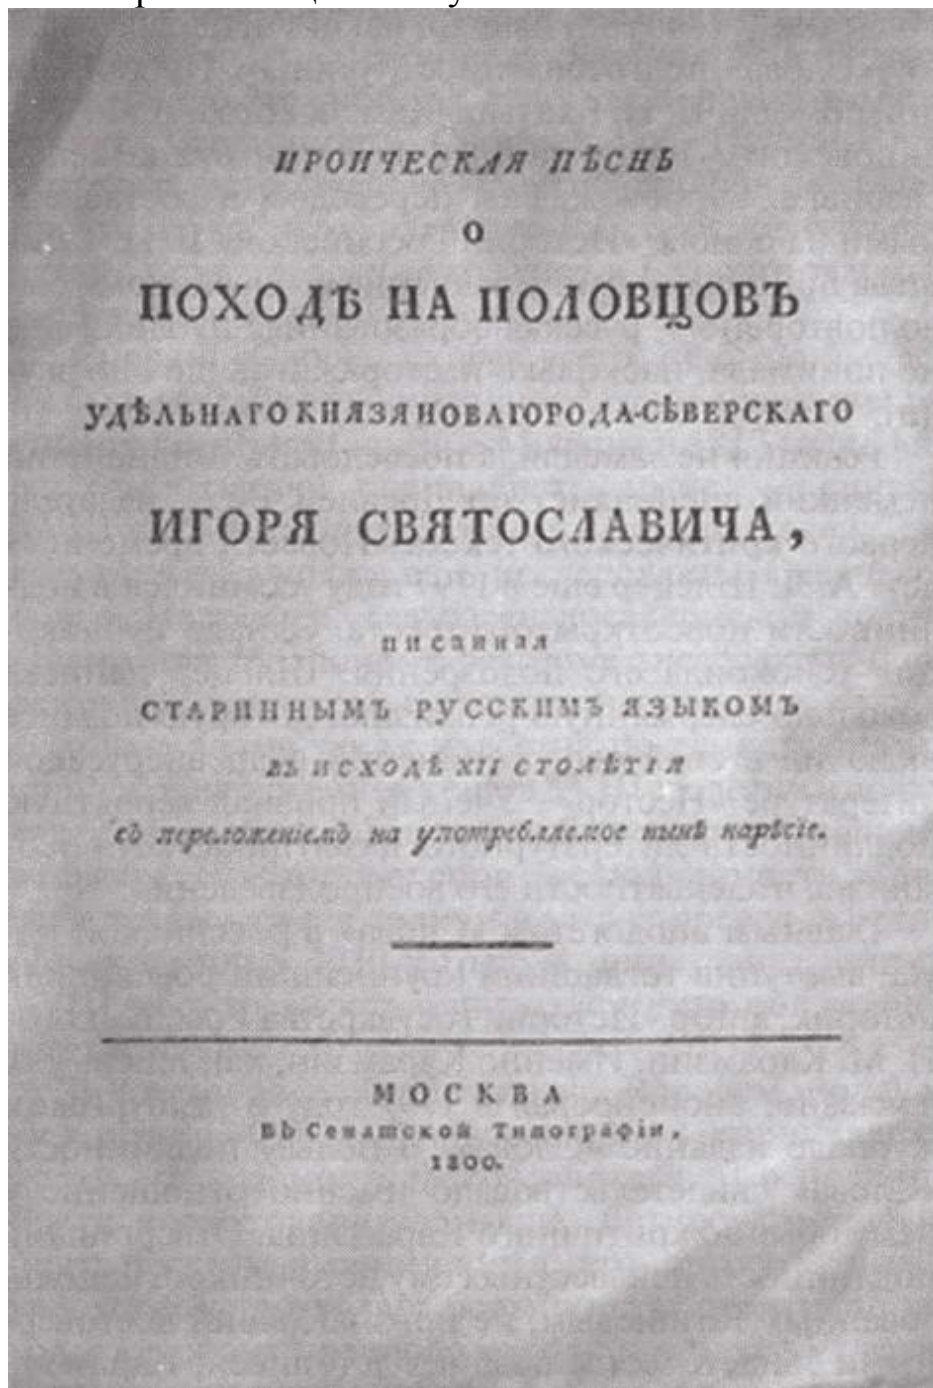 ИРОИЧЕСКАЯ ПѢСНЬ
О
ПОХОДѢ НА ПОЛОВЦОВЪ
УДѢЛЬНАГО КНЯЗЯ НОВАГОРОДА-СѢВЕРСКАГО
ИГОРЯ СВЯТОСЛАВИЧА,
писанная
СТАРИННЫМЪ РУССКИМЪ ЯЗЫКОМЪ
въ исходѣ XII столѣтія
съ переложеніемъ на употребляемое нынѣ нарѣчіе.
МОСКВА
Въ Сенатской Типографіи,
1800.